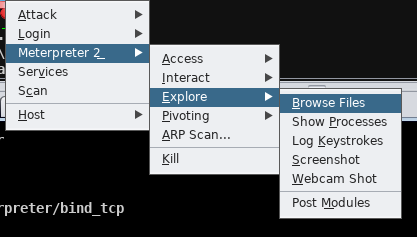 Attack
Login
Meterpreter 2
Services
Scan
Host
Access
Interact
Explore
Pivoting
ARP Scan...
Kill
Browse Files
Show Processes
Log Keystrokes
Screenshot
Webcam Shot
Post Modules
rpreter/bind_tcp